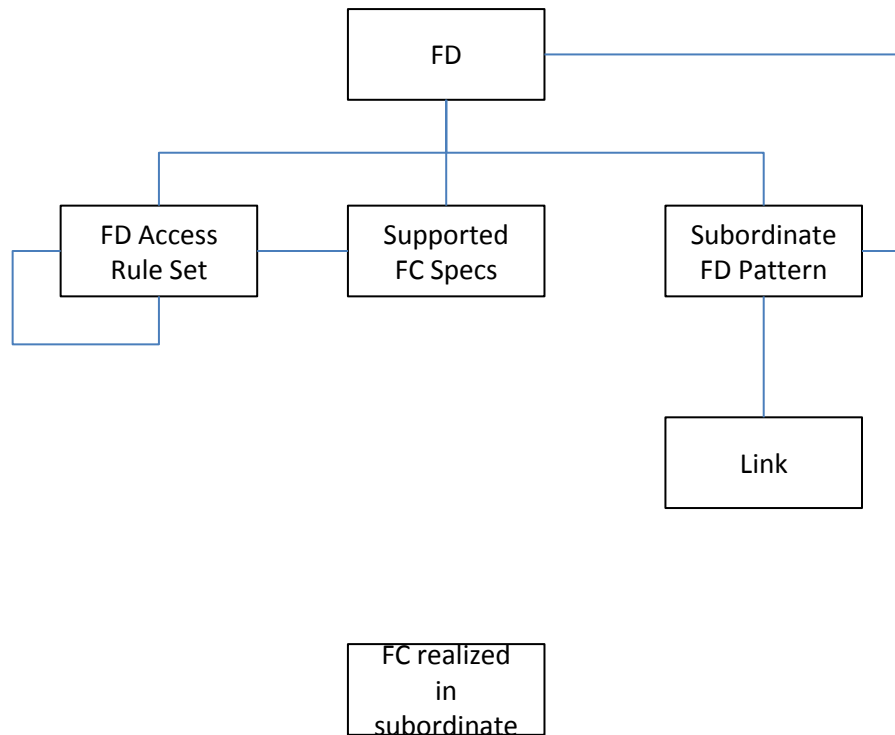 FD
FD Access
Rule Set
Supported
FC Specs
Subordinate
FD Pattern
Link
FC realized
in
subordinate